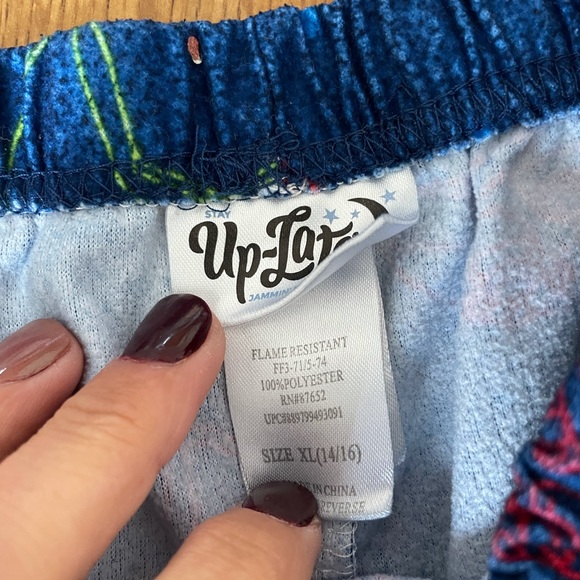 STAY
Up-Late
JAMMIN
FLAME RESISTANT
FF3-71/5-74
100%POLYESTER
RN#87652
UPC#889799493091
SIZE XL(14/16)
IN CHINA
REVERSE